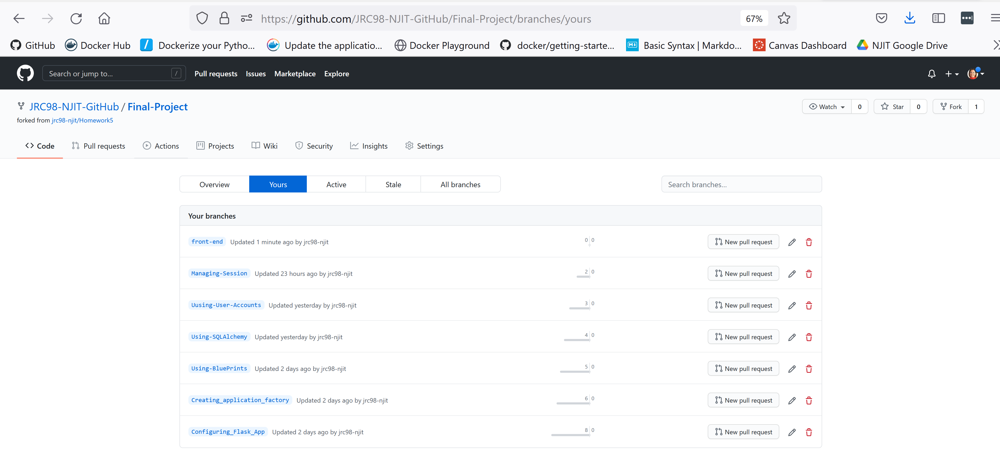 https://github.com/JRC98-NJIT-GitHub/Final-Project/branches/yours 67%
GitHub Docker Hub Dockerize your Pytho... Update the applicatio... Docker Playground docker/getting-starte... Basic Syntax | Markdo... Canvas Dashboard NJIT Google Drive
Search or jump to... / Pull requests Issues Marketplace Explore
JRC98-NJIT-GitHub / Final-Project Watch 0 Star 0 Fork 1
forked from jrc98-njit/Homework5
Code Pull requests Actions Projects Wiki Security Insights Settings
Overview Yours Active Stale All branches Search branches...
Your branches
front-end Updated 1 minute ago by jrc98-njit 0 0 New pull request
Managing-Session Updated 23 hours ago by jrc98-njit 2 0 New pull request
Uusing-User-Accounts Updated yesterday by jrc98-njit 3 0 New pull request
Using-SQLAlchemy Updated yesterday by jrc98-njit 4 0 New pull request
Using-BluePrints Updated 2 days ago by jrc98-njit 5 0 New pull request
Creating_application_factory Updated 2 days ago by jrc98-njit 6 0 New pull request
Configuring_Flask_App Updated 2 days ago by jrc98-njit 8 0 New pull request